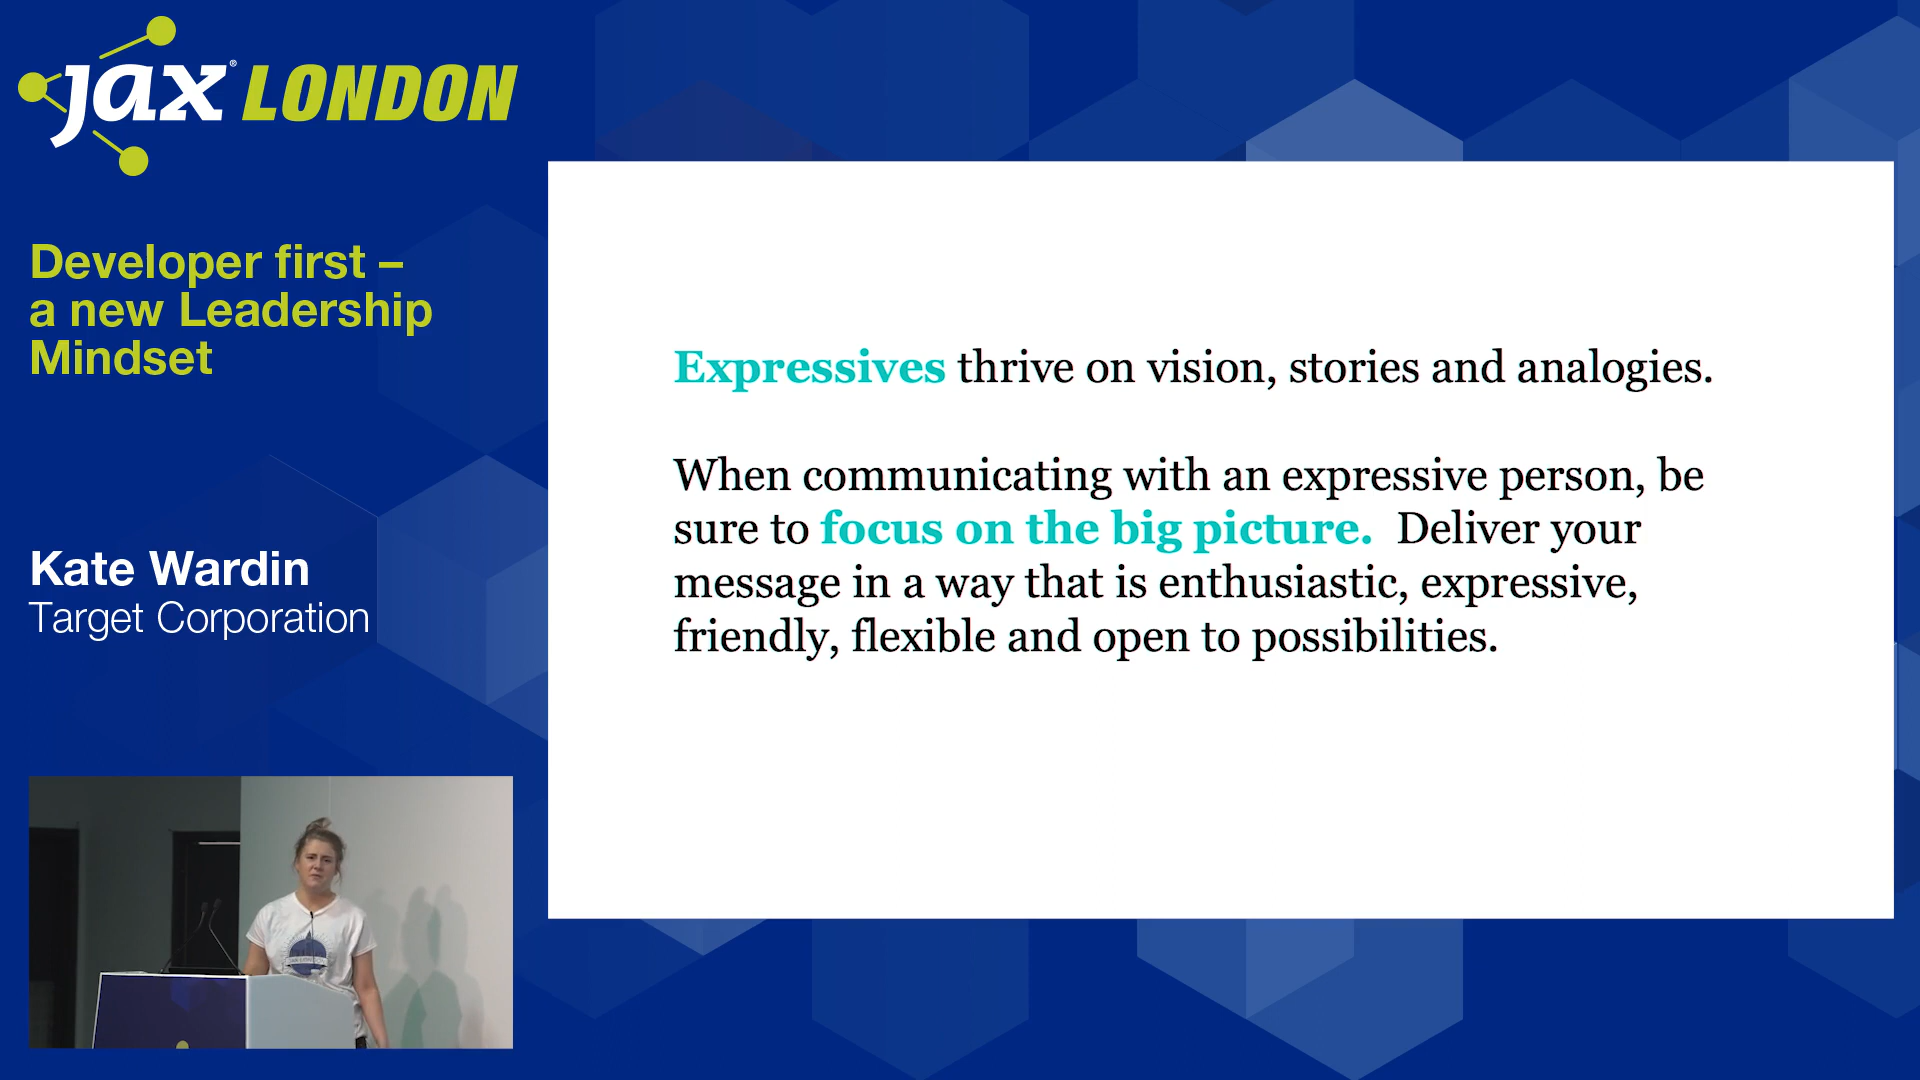 jax® LONDON
Developer first –
a new Leadership
Mindset
Kate Wardin
Target Corporation
Expressives thrive on vision, stories and analogies.
When communicating with an expressive person, be
sure to focus on the big picture.  Deliver your
message in a way that is enthusiastic, expressive,
friendly, flexible and open to possibilities.